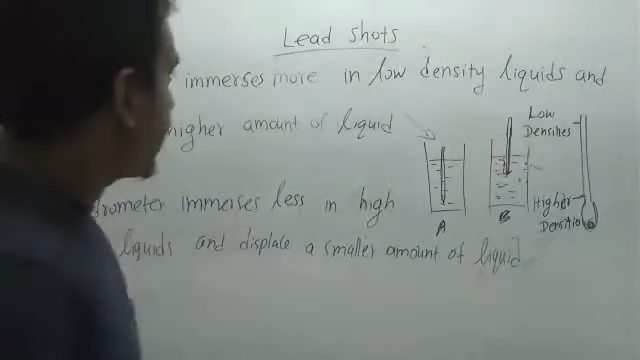 Lead shots
immerses more in low density liquids and
higher amount of liquid
Low
Densities
drometer immerses less in high
Higher
Densitio
A
B
liquids and displace a smaller amount of liquid